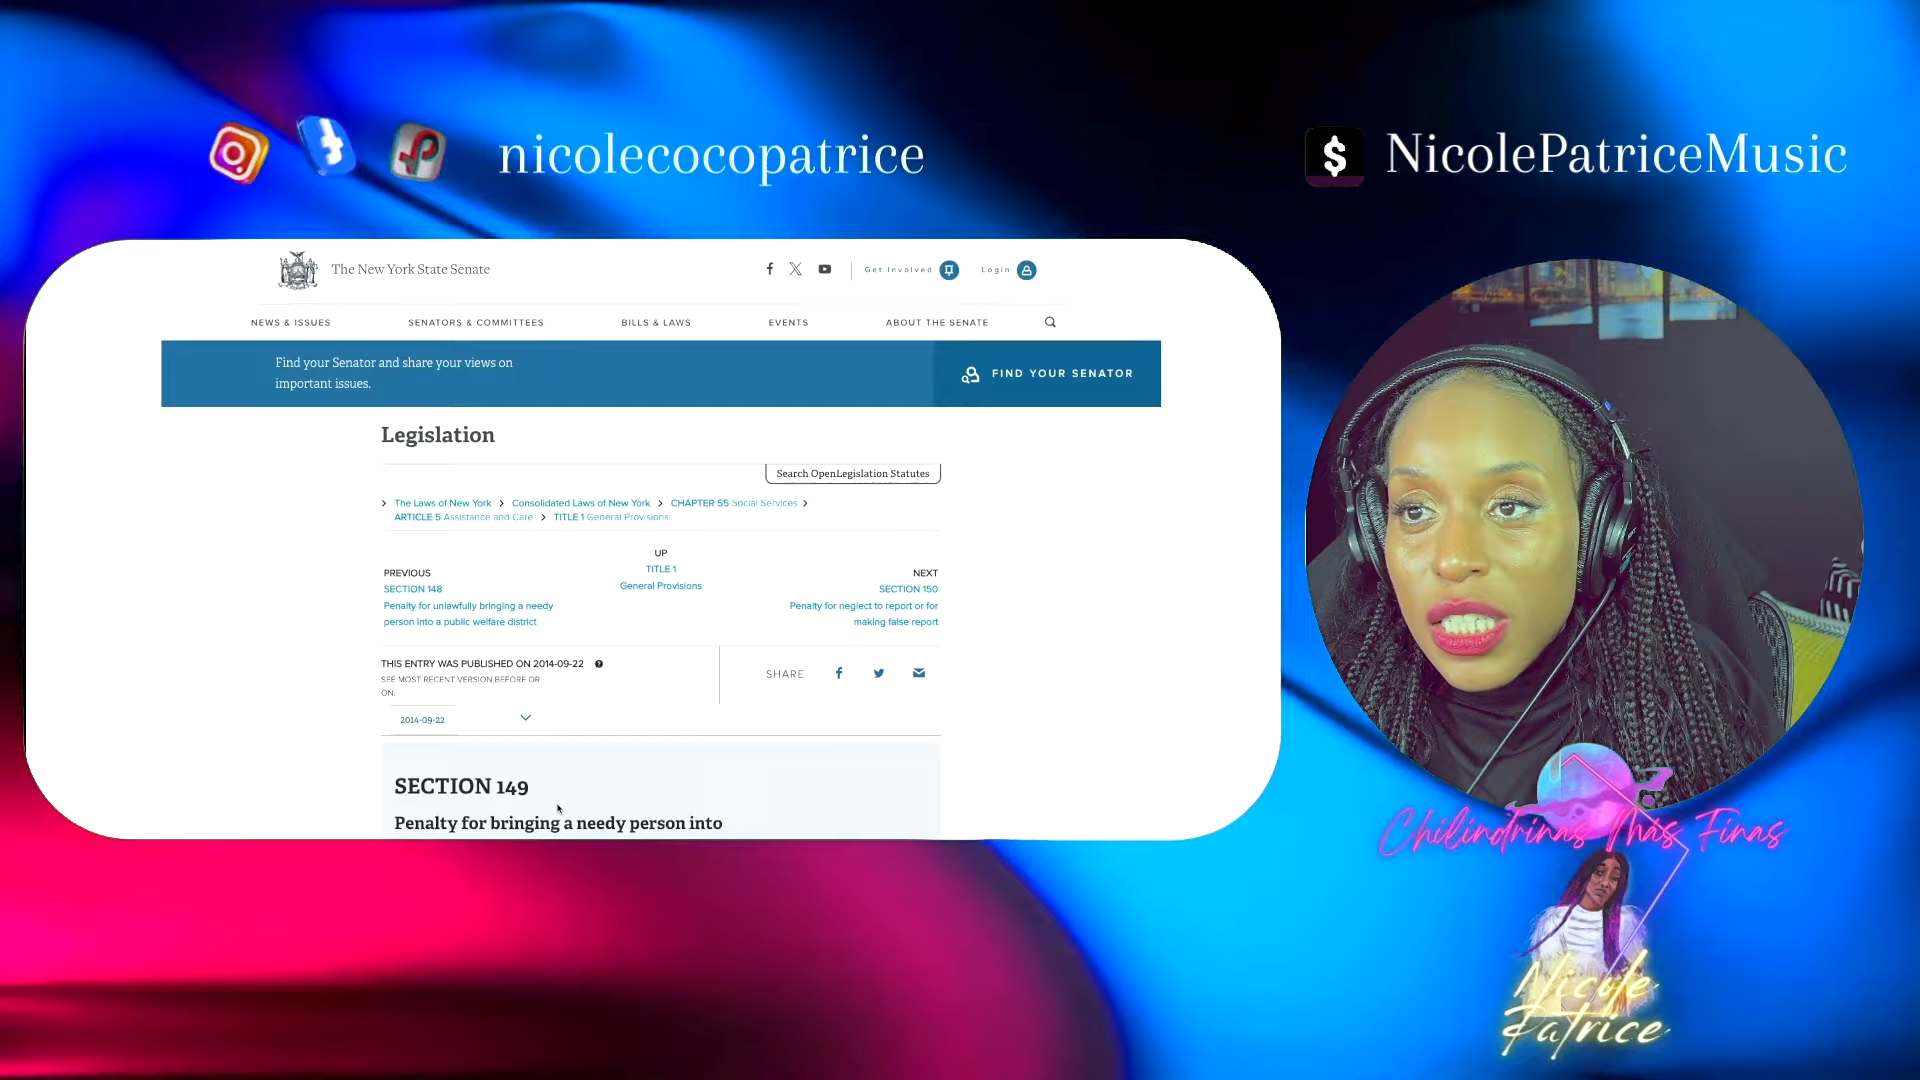 nicolecocopatrice
$ NicolePatriceMusic
The New York State Senate
Get Involved
Login
NEWS & ISSUES
SENATORS & COMMITTEES
BILLS & LAWS
EVENTS
ABOUT THE SENATE
Find your Senator and share your views on
important issues.
FIND YOUR SENATOR
Legislation
Search OpenLegislation Statutes
The Laws of New York
Consolidated Laws of New York
CHAPTER 55 Social Services
ARTICLE 5 Assistance and Care
TITLE 1 General Provisions
PREVIOUS
SECTION 148
Penalty for unlawfully bringing a needy
person into a public welfare district
UP
TITLE 1
General Provisions
NEXT
SECTION 150
Penalty for neglect to report or for
making false report
THIS ENTRY WAS PUBLISHED ON 2014-09-22
SEE MOST RECENT VERSION BEFORE OR
ON:
2014-09-22
SHARE
SECTION 149
Penalty for bringing a needy person into
Chilindrinas Más Finas
Nicole
Patrice